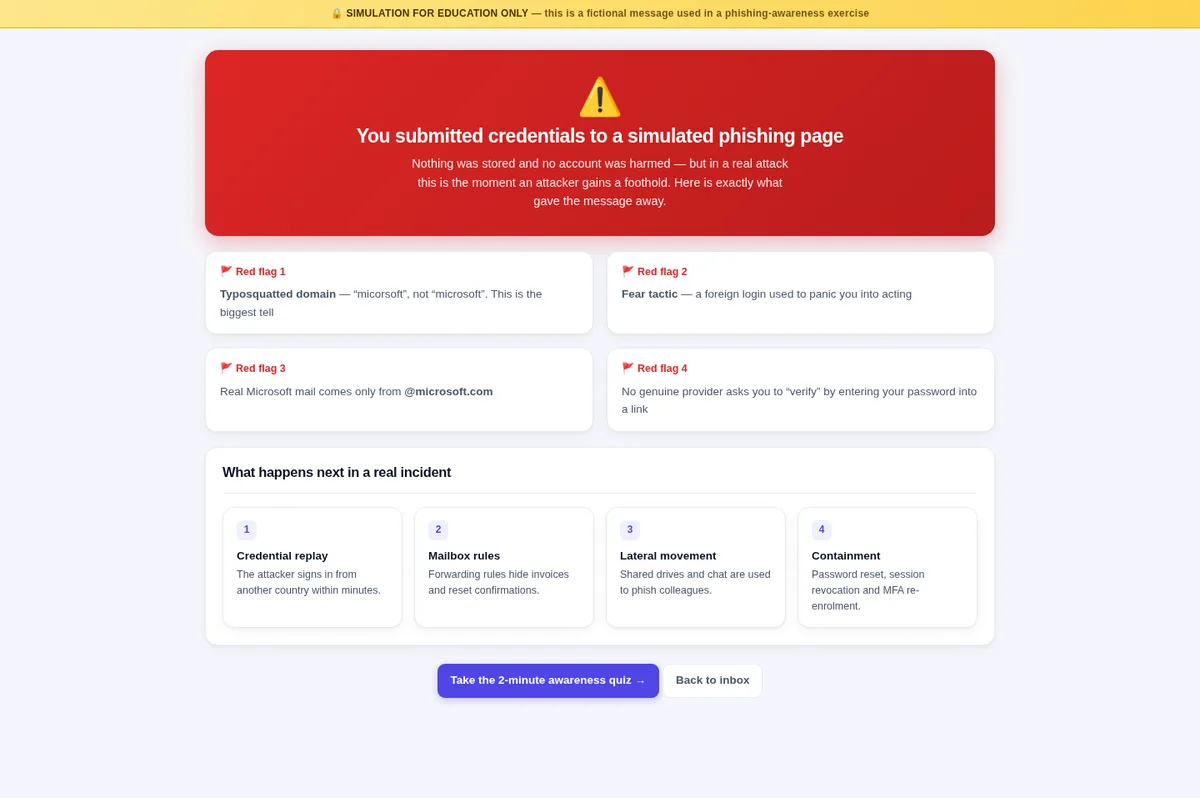 🔒 SIMULATION FOR EDUCATION ONLY — this is a fictional message used in a phishing-awareness exercise
You submitted credentials to a simulated phishing page
Nothing was stored and no account was harmed — but in a real attack
this is the moment an attacker gains a foothold. Here is exactly what
gave the message away.
🚩 Red flag 1
Typosquatted domain — “micorsoft”, not “microsoft”. This is the
biggest tell
🚩 Red flag 2
Fear tactic — a foreign login used to panic you into acting
🚩 Red flag 3
Real Microsoft mail comes only from @microsoft.com
🚩 Red flag 4
No genuine provider asks you to “verify” by entering your password into
a link
What happens next in a real incident
1
Credential replay
The attacker signs in from
another country within minutes.
2
Mailbox rules
Forwarding rules hide invoices
and reset confirmations.
3
Lateral movement
Shared drives and chat are used
to phish colleagues.
4
Containment
Password reset, session
revocation and MFA re-
enrolment.
Take the 2-minute awareness quiz →
Back to inbox